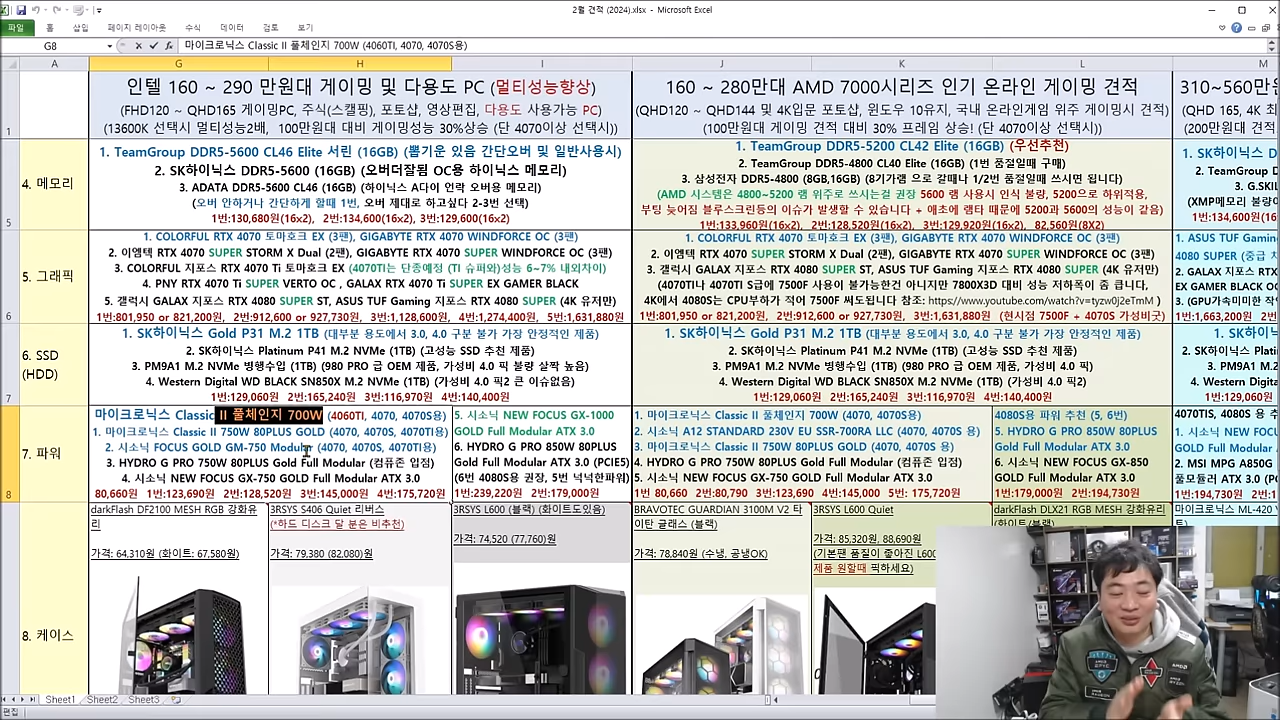 2월 견적 (2024).xlsx - Microsoft Excel
파일 홈 삽입 페이지 레이아웃 수식 데이터 검토 보기
G8 마이크로닉스 Classic II 풀체인지 700W (4060TI, 4070, 4070S용)
A G H I J K L M
1
인텔 160 ~ 290 만원대 게이밍 및 다용도 PC (멀티성능향상)
(FHD120 ~ QHD165 게이밍PC, 주식(스캘핑), 포토샵, 영상편집, 다용도 사용가능 PC)
(13600K 선택시 멀티성능2배, 100만원대 대비 게이밍성능 30%상승 (단 4070이상 선택시))
160 ~ 280만대 AMD 7000시리즈 인기 온라인 게이밍 견적
(QHD120 ~ QHD144 및 4K입문 포토샵, 윈도우 10유지, 국내 온라인게임 위주 게이밍시 견적)
(100만원대 게이밍 견적 대비 30% 프레임 상승! (단 4070이상 선택시))
310~560만원
(QHD 165, 4K 최
(200만원대 견적
5
4. 메모리
1. TeamGroup DDR5-5600 CL46 Elite 서린 (16GB) (뽑기운 있음 간단오버 및 일반사용시)
2. SK하이닉스 DDR5-5600 (16GB) (오버더잘됨 OC용 하이닉스 메모리)
3. ADATA DDR5-5600 CL46 (16GB) (하이닉스 A다이 언락 오버용 메모리)
(오버 안하거나 간단하게 할때 1번, 오버 제대로 하고싶다 2-3번 선택)
1번:130,680원(16x2), 2번:134,600(16x2), 3번:129,600(16x2)
1. TeamGroup DDR5-5200 CL42 Elite (16GB) (우선추천)
2. TeamGroup DDR5-4800 CL40 Elite (16GB) (1번 품절일때 구매)
3. 삼성전자 DDR5-4800 (8GB,16GB) (8기가램 으로 갈때나 1/2번 품절일때 쓰시면 됩니다)
(AMD 시스템은 4800~5200 램 위주로 쓰시는걸 권장 5600 램 사용시 인식 불량, 5200으로 하위적용,
부팅 늦어짐 블루스크린등의 이슈가 발생할 수 있습니다 + 애초에 램타 때문에 5200과 5600의 성능이 같음)
1번:133,960원(16x2), 2번:128,520원(16x2), 3번:129,920원(16x2), 82,560원(8X2)
1. SK하이닉스 D
2. TeamGroup D
3. G.SKIL
(XMP메모리 불량이
1번:134,600원(16
6
5. 그래픽
1. COLORFUL RTX 4070 토마호크 EX (3팬), GIGABYTE RTX 4070 WINDFORCE OC (3팬)
2. 이엠텍 RTX 4070 SUPER STORM X Dual (2팬), GIGABYTE RTX 4070 SUPER WINDFORCE OC (3팬)
3. COLORFUL 지포스 RTX 4070 Ti 토마호크 EX (4070TI는 단종예정 (TI 슈퍼와)성능 6~7% 내외차이)
4. PNY RTX 4070 Ti SUPER VERTO OC , GALAX RTX 4070 Ti SUPER EX GAMER BLACK
5. 갤럭시 GALAX 지포스 RTX 4080 SUPER ST, ASUS TUF Gaming 지포스 RTX 4080 SUPER (4K 유저만)
1번:801,950 or 821,200원, 2번:912,600 or 927,730원, 3번:1,128,600원, 4번:1,274,400원, 5번:1,631,880원
1. COLORFUL RTX 4070 토마호크 EX (3팬), GIGABYTE RTX 4070 WINDFORCE OC (3팬)
2. 이엠텍 RTX 4070 SUPER STORM X Dual (2팬), GIGABYTE RTX 4070 SUPER WINDFORCE OC (3팬)
3. 갤럭시 GALAX 지포스 RTX 4080 SUPER ST, ASUS TUF Gaming 지포스 RTX 4080 SUPER (4K 유저만)
(4070Ti나 4070Ti S급에 7500F 사용이 불가능한건 아니지만 7800X3D 대비 성능 저하폭이 좀 큽니다.
4K에서 4080S는 CPU부하가 적어 7500F 써도됩니다 참조: https://www.youtube.com/watch?v=tyzw0j2eTmM )
1번:801,950 or 821,200원, 2번:912,600 or 927,730원, 3번:1,631,880원 (현시점 7500F + 4070S 가성비굿)
1. ASUS TUF Gamin
4080 SUPER (중급
2. GALAX RTX
3. (GPU가속미미한 작
1번:1,663,200원, 2
7
6. SSD
(HDD)
1. SK하이닉스 Gold P31 M.2 1TB (대부분 용도에서 3.0, 4.0 구분 불가 가장 안정적인 제품)
2. SK하이닉스 Platinum P41 M.2 NVMe (1TB) (고성능 SSD 추천 제품)
3. PM9A1 M.2 NVMe 병행수입 (1TB) (980 PRO 급 OEM 제품, 가성비 4.0 픽 불량 살짝 높음)
4. Western Digital WD BLACK SN850X M.2 NVMe (1TB) (가성비 4.0 픽2 큰 이슈없음)
1번:129,060원, 2번:165,240원, 3번:116,970원, 4번:140,400원
1. SK하이닉스 Gold P31 M.2 1TB (대부분 용도에서 3.0, 4.0 구분 불가 가장 안정적인 제품)
2. SK하이닉스 Platinum P41 M.2 NVMe (1TB) (고성능 SSD 추천 제품)
3. PM9A1 M.2 NVMe 병행수입 (1TB) (980 PRO 급 OEM 제품, 가성비 4.0 픽)
4. Western Digital WD BLACK SN850X M.2 NVMe (1TB) (가성비 4.0 픽2)
1번:129,060원, 2번:165,240원, 3번:116,970원, 4번:140,400원
1. SK하이닉스
2. SK하이닉스
3. PM9A1 M.2
4. Western Digital
1번:129,060원
8
7. 파워
마이크로닉스 Classic II 풀체인지 700W (4060TI, 4070, 4070S용)
1. 마이크로닉스 Classic II 750W 80PLUS GOLD (4070, 4070S, 4070TI용)
2. 시소닉 FOCUS GOLD GM-750 Modular (4070, 4070S, 4070TI용)
3. HYDRO G PRO 750W 80PLUS Gold Full Modular (컴퓨존 입점)
4. 시소닉 NEW FOCUS GX-750 GOLD Full Modular ATX 3.0
80,660원 1번:123,690원 2번:128,520원 3번:145,000원 4번:175,720원
5. 시소닉 NEW FOCUS GX-1000
GOLD Full Modular ATX 3.0
6. HYDRO G PRO 850W 80PLUS
Gold Full Modular ATX 3.0 (PCIE5)
(6번 4080S용 권장, 5번 넉넉한파워)
1번:239,220원, 2번:179,000원
1. 마이크로닉스 Classic II 풀체인지 700W (4070, 4070S용)
2. 시소닉 A12 STANDARD 230V EU SSR-700RA LLC (4070, 4070S 용)
3. 마이크로닉스 Classic II 750W 80PLUS GOLD 풀모듈러 (4070, 4070S 용)
4. HYDRO G PRO 750W 80PLUS Gold Full Modular (컴퓨존 입점)
5. 시소닉 NEW FOCUS GX-750 GOLD Full Modular ATX 3.0
1번 80,660 2번:80,790 3번:123,690 4번:145,000 5번: 175,720원
4080S용 파워 추천 (5, 6번)
5. HYDRO G PRO 850W 80PLUS
Gold Full Modular ATX 3.0
6. 시소닉 NEW FOCUS GX-850
GOLD Full Modular ATX 3.0
1번:179,000원 2번:194,730원
4070TIS, 4080S 용 추
1. 시소닉 NEW FOCUS
GOLD Full Modular
2. MSI MPG A850G
풀모듈러 ATX3.0 (
1번:194,730원 2번
8. 케이스
darkFlash DF2100 MESH RGB 강화유
리
가격: 64,310원 (화이트: 67,580원)
3RSYS S406 Quiet 리버스
(*하드 디스크 달 분은 비추천)
가격: 79,380 (82,080)원
3RSYS L600 (블랙) (화이트도있음)
가격: 74,520 (77,760)원
BRAVOTEC GUARDIAN 3100M V2 타
이탄 글래스 (블랙)
가격: 78,840원 (수냉, 공냉OK)
3RSYS L600 Quiet
가격: 85,320원, 88,690원
(기본팬 품질이 좋아진 L600
제품 원할때 픽하세요)
darkFlash DLX21 RGB MESH 강화유리
마이크로닉스 ML-420
Sheet1 Sheet2 Sheet3
편집
AMD
AMD
AMD